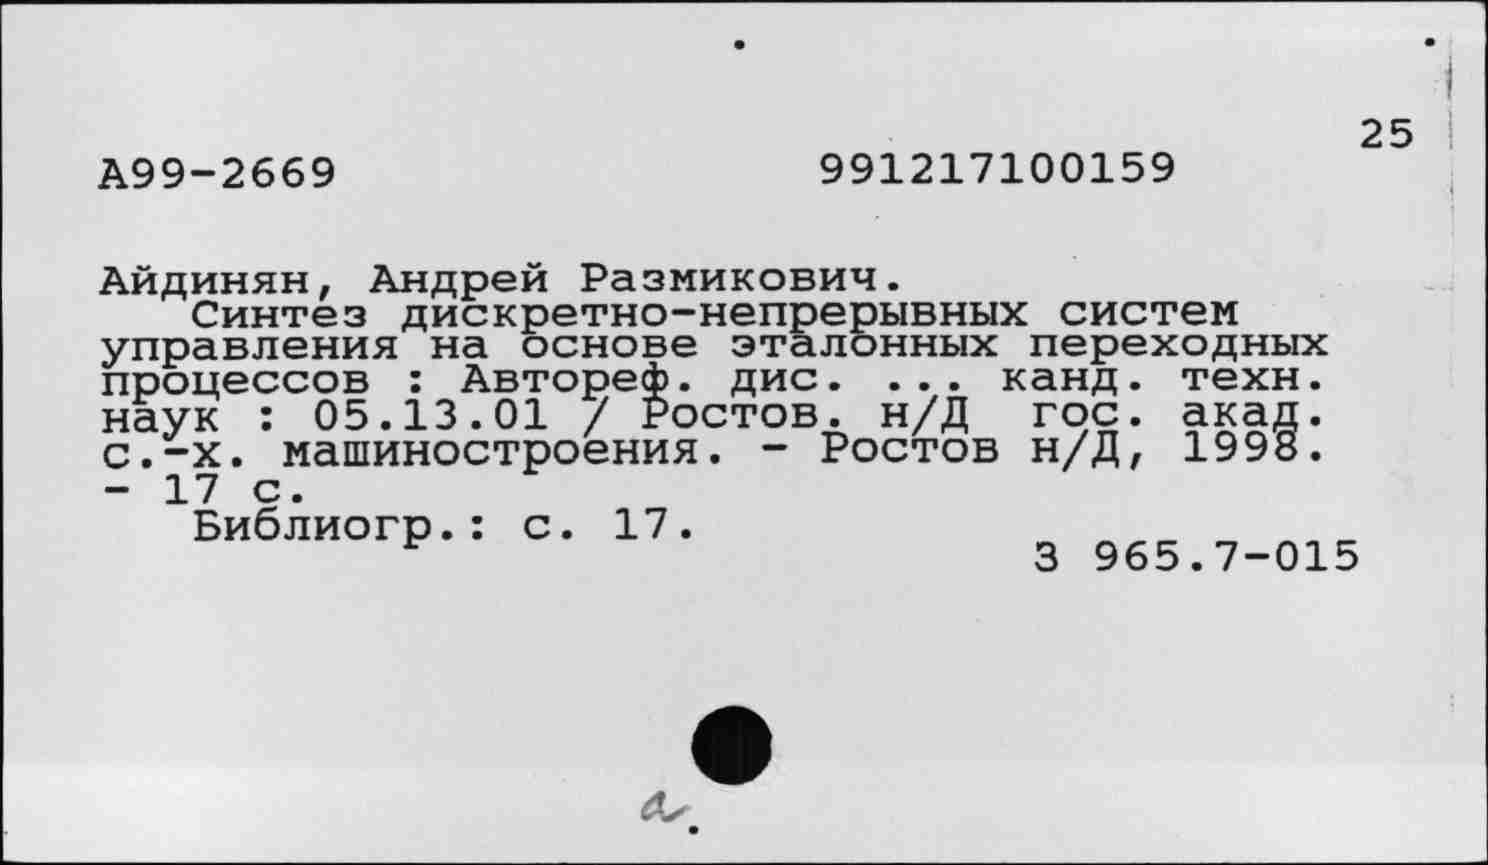 25
А99-2669 991217100159
Айдинян, Андрей Размикович.
Синтез дискретно-непрерывных систем
управления на основе эталонных переходных
процессов : Автореф. дис. ... канд. техн.
наук : 05.13.01 / Ростов. н/Д гос. акад.
с.-х. машиностроения. - Ростов н/Д, 1998.
- 17 с.
Библиогр.: с. 17.
З 965.7-015
а